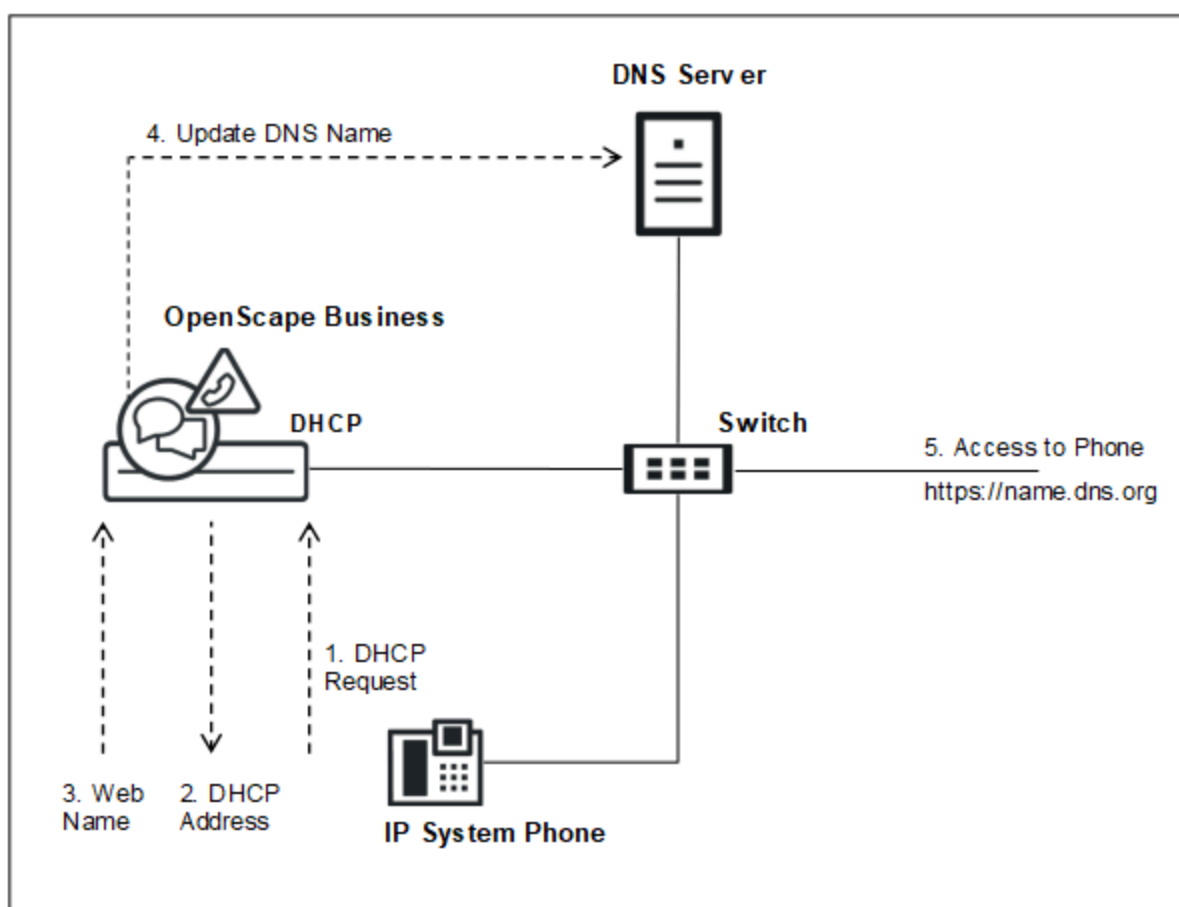 DNS Server
4. Update DNS Name
OpenScape Business
DHCP
Switch
5. Access to Phone
https://name.dns.org
1. DHCP
Request
3. Web
Name
2. DHCP
Address
IP System Phone